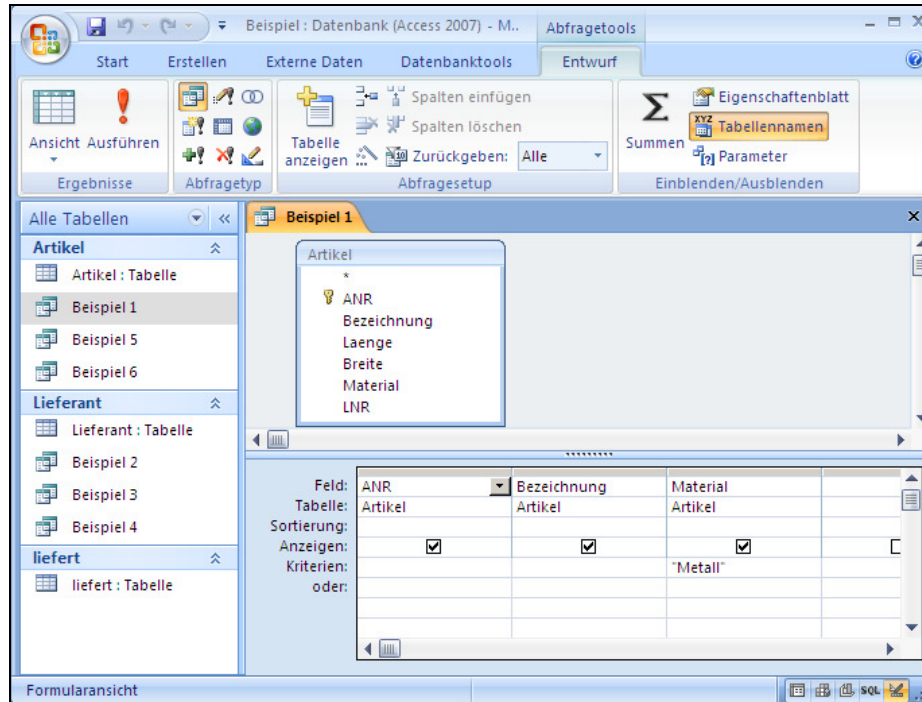 Beispiel : Datenbank (Access 2007) - M..
Abfragetools
Start Erstellen Externe Daten Datenbanktools Entwurf
Ansicht Ausführen
Ergebnisse
Abfragetyp
Tabelle anzeigen
Spalten einfügen
Spalten löschen
Zurückgeben: Alle
Abfragesetup
Summen
Eigenschaftenblatt
XYZ Tabellennamen
Parameter
Einblenden/Ausblenden
Alle Tabellen
Artikel
Artikel : Tabelle
Beispiel 1
Beispiel 5
Beispiel 6
Lieferant
Lieferant : Tabelle
Beispiel 2
Beispiel 3
Beispiel 4
liefert
liefert : Tabelle
Beispiel 1
Artikel
*
ANR
Bezeichnung
Laenge
Breite
Material
LNR
Feld: ANR Bezeichnung Material
Tabelle: Artikel Artikel Artikel
Sortierung:
Anzeigen:
Kriterien: "Metall"
oder:
Formularansicht
SQL